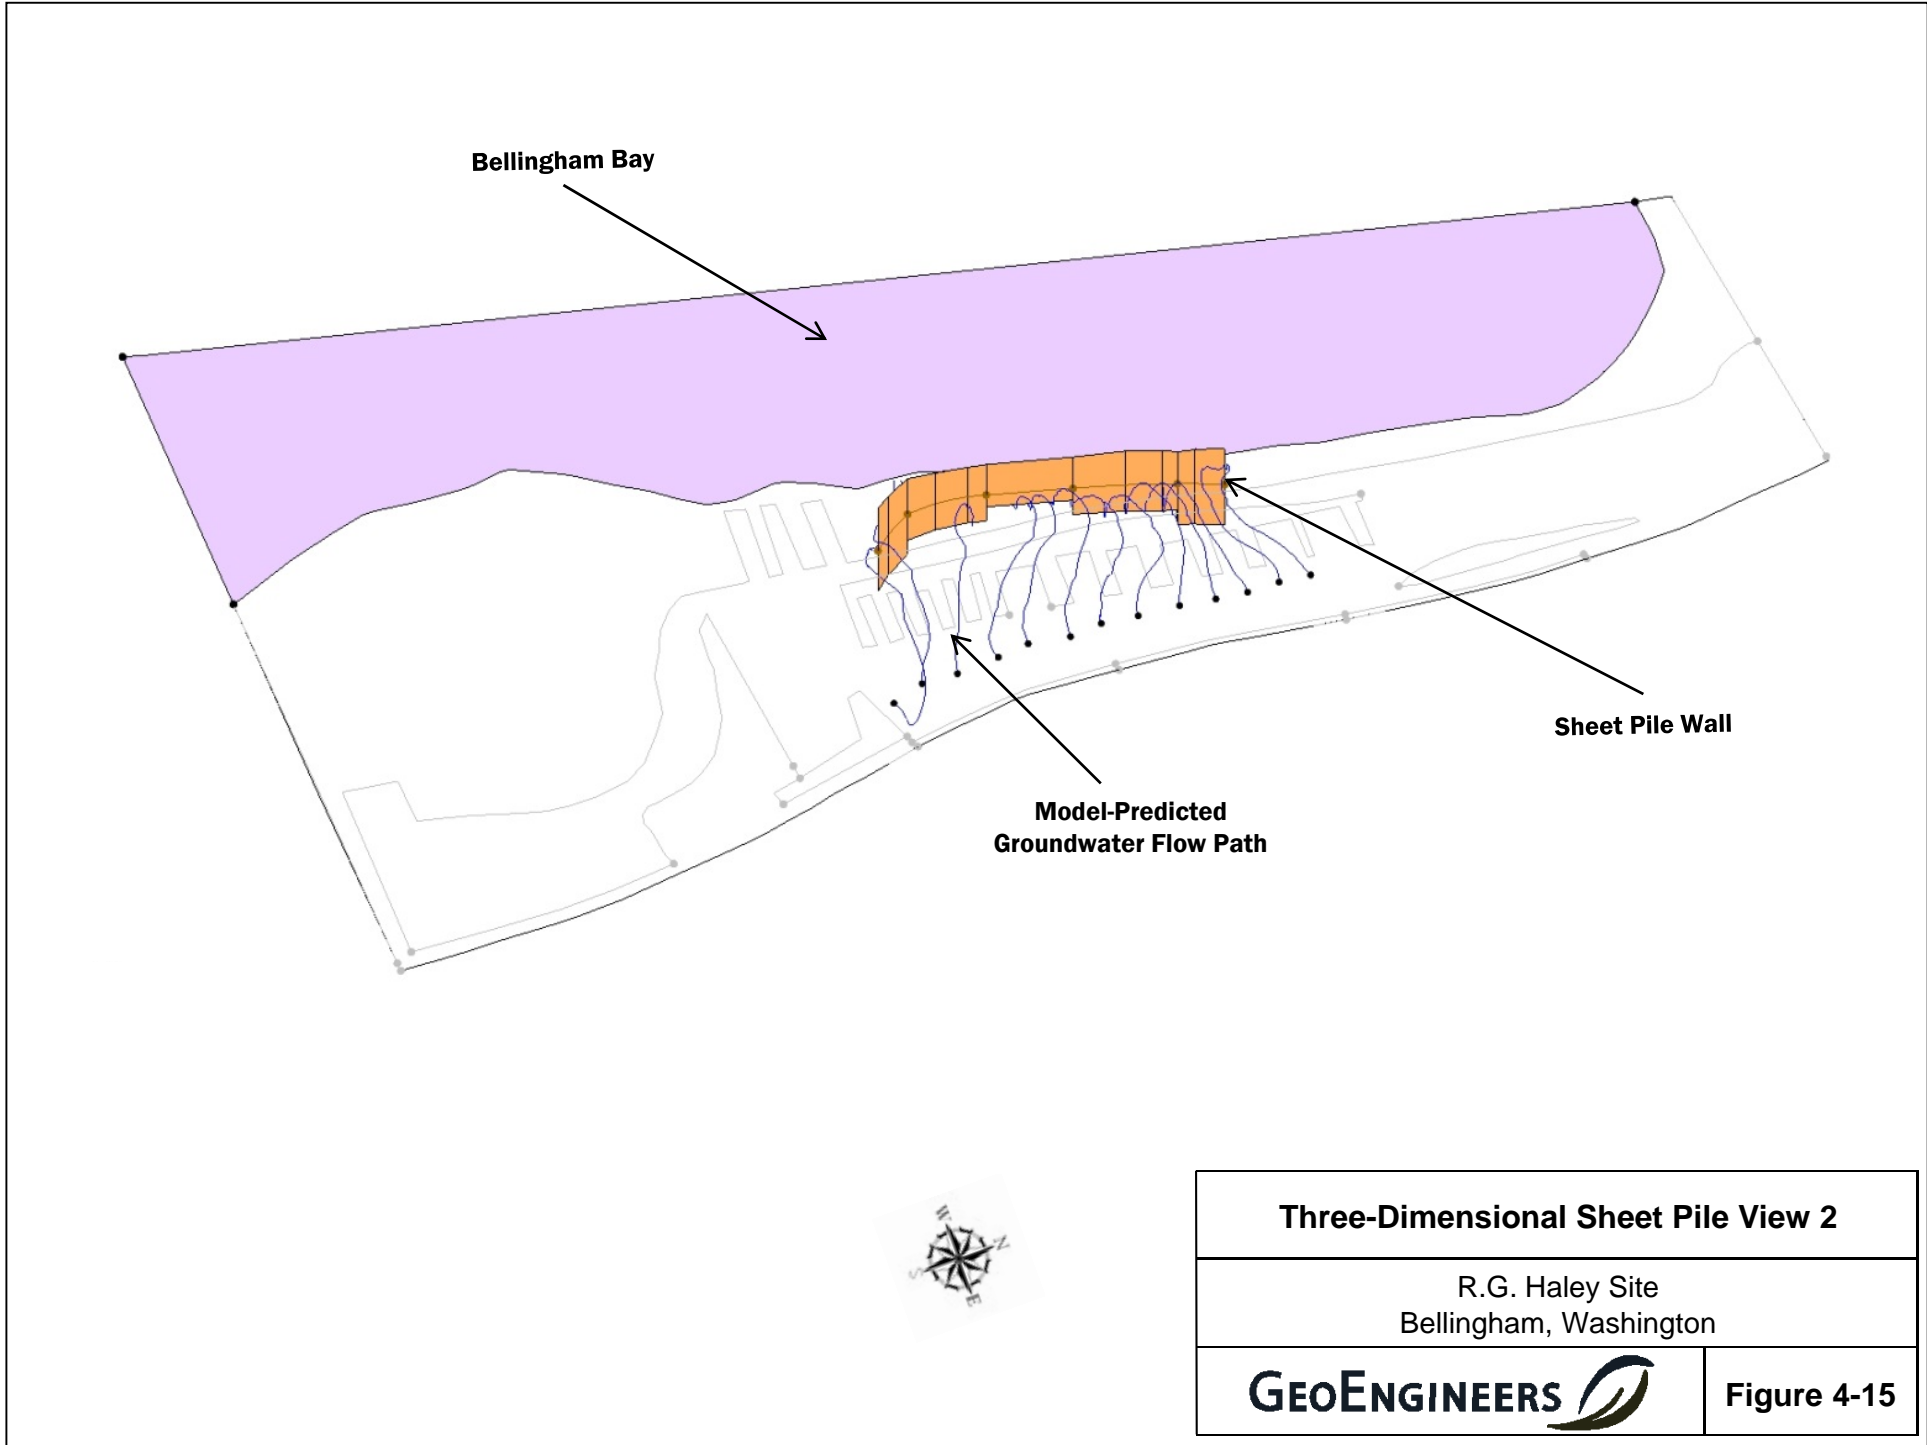 Bellingham Bay
Sheet Pile Wall
Model-Predicted
Groundwater Flow Path
W
N
S
E
Three-Dimensional Sheet Pile View 2
R.G. Haley Site
Bellingham, Washington
GEOENGINEERS
Figure 4-15